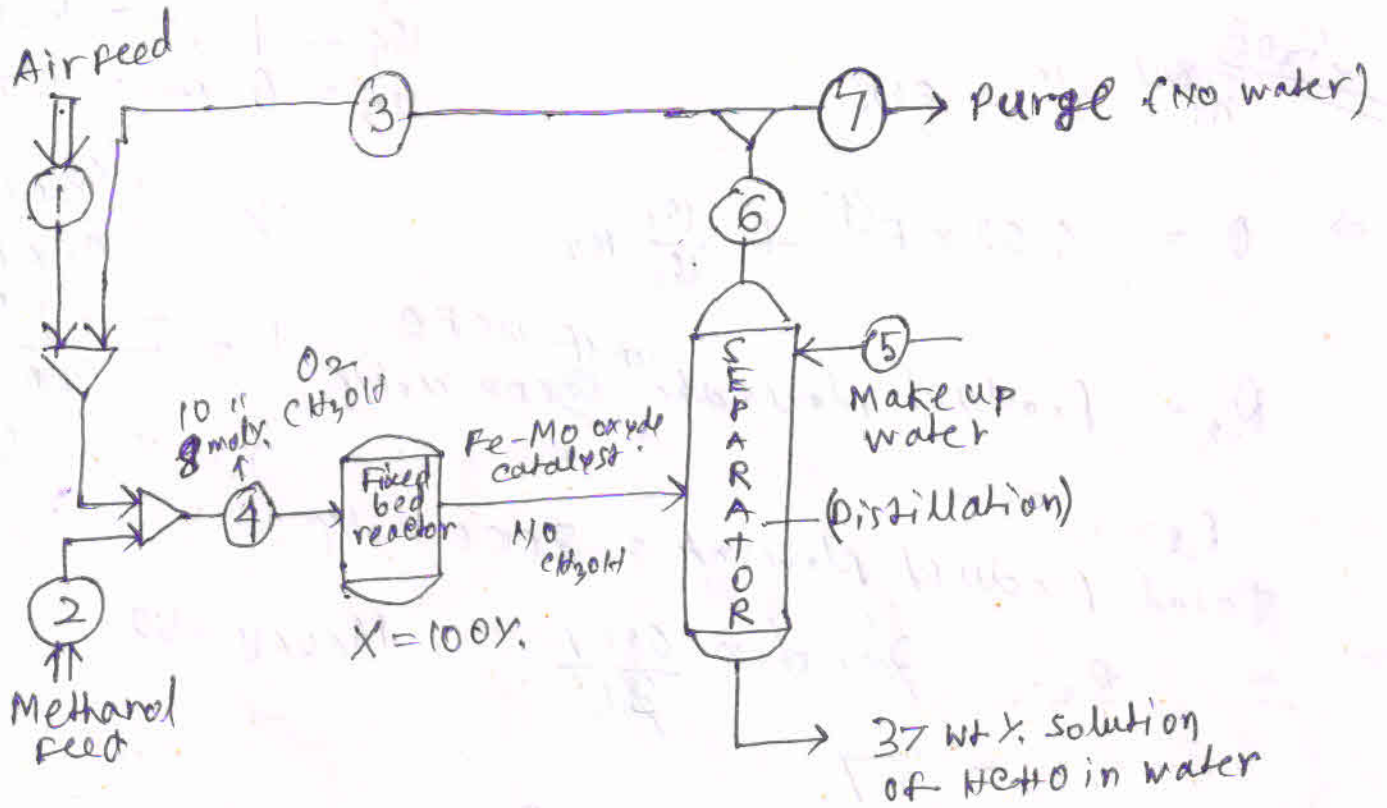 Air feed
1
3
7
Purge (No water)
6
5
Make up
water
O2
10 "
8 mol%. CH3OH
4
Fixed
bed
reactor
Fe-Mo oxyde
catalyst.
NO
CH3OH
X = 100%.
SEPARATOR
(Distillation)
2
Methanol
feed
37 wt%. solution
of HCHO in water